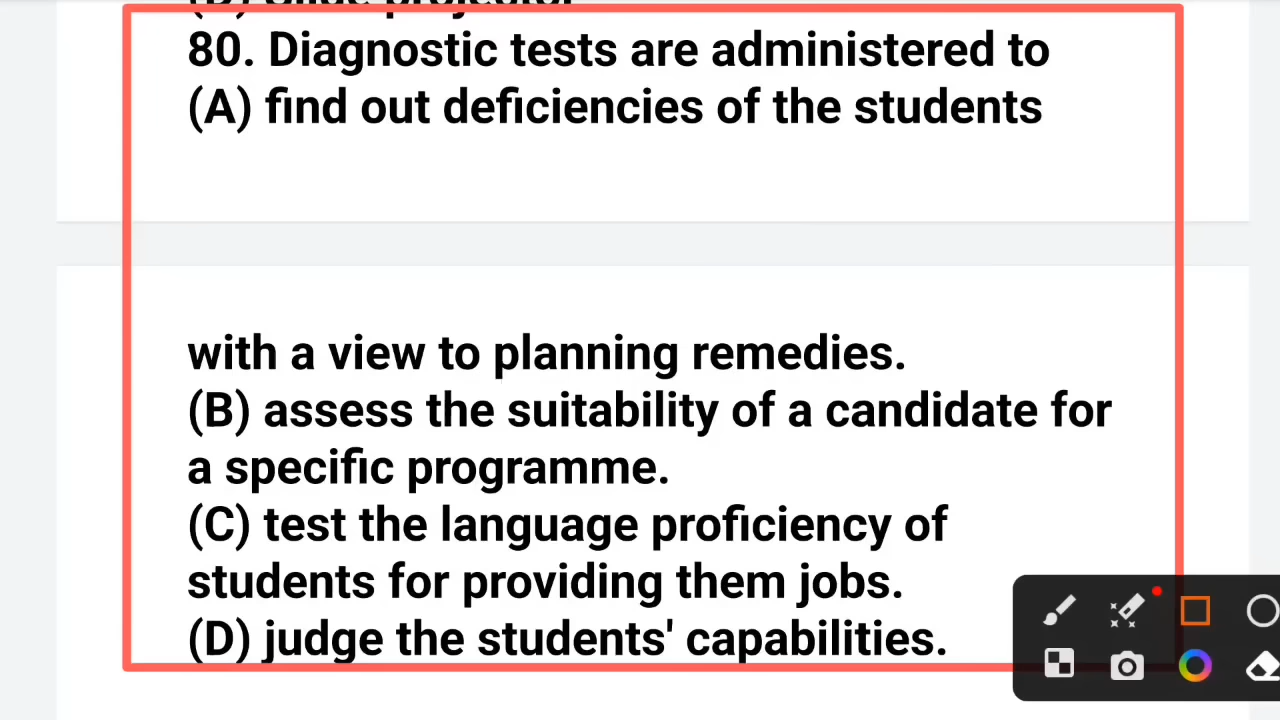 80. Diagnostic tests are administered to
(A) find out deficiencies of the students
with a view to planning remedies.
(B) assess the suitability of a candidate for
a specific programme.
(C) test the language proficiency of
students for providing them jobs.
(D) judge the students' capabilities.